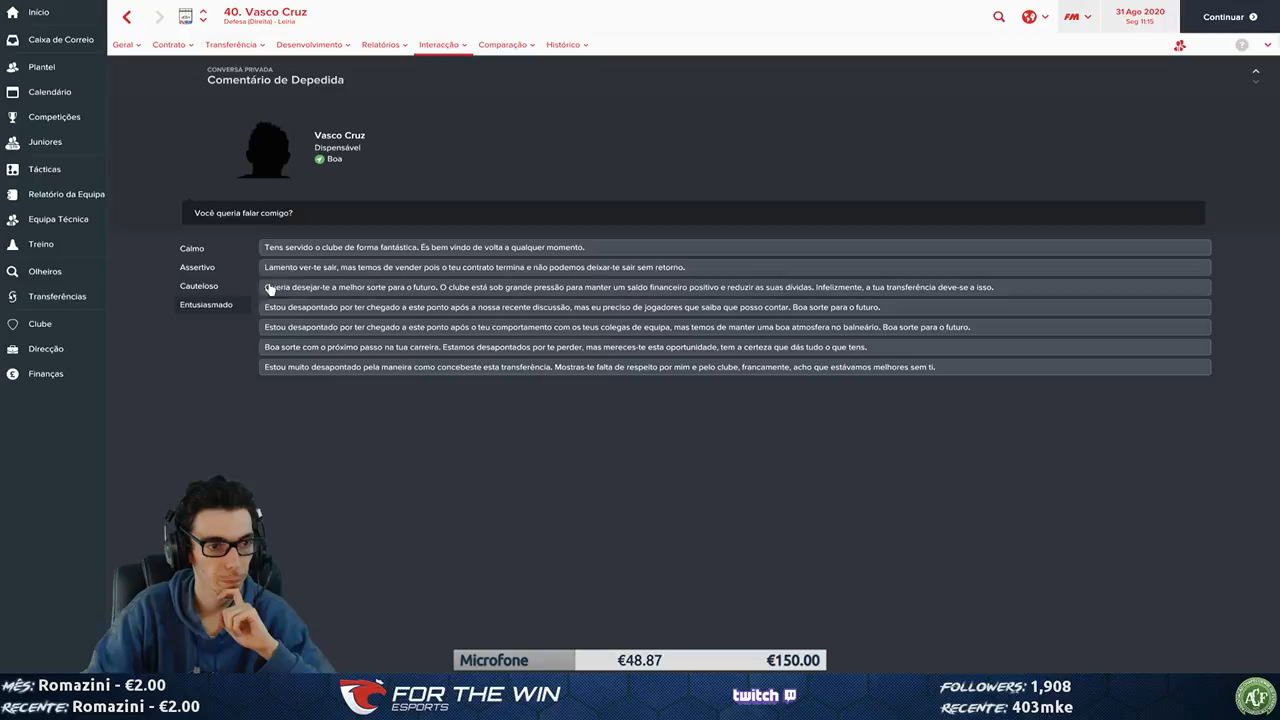 Início
Caixa de Correio
Plantel
Calendário
Competições
Juniores
Tácticas
Relatório da Equipa
Equipa Técnica
Treino
Olheiros
Transferências
Clube
Direcção
Finanças
40. Vasco Cruz
Defesa (Direita) - Leiria
FM
31 Ago 2020
Seg 11:15
Continuar
Geral
Contrato
Transferência
Desenvolvimento
Relatórios
Interacção
Comparação
Histórico
CONVERSA PRIVADA
Comentário de Depedida
Vasco Cruz
Dispensável
Boa
Você queria falar comigo?
Calmo
Assertivo
Cauteloso
Entusiasmado
Tens servido o clube de forma fantástica. És bem vindo de volta a qualquer momento.
Lamento ver-te sair, mas temos de vender pois o teu contrato termina e não podemos deixar-te sair sem retorno.
Queria desejar-te a melhor sorte para o futuro. O clube está sob grande pressão para manter um saldo financeiro positivo e reduzir as suas dívidas. Infelizmente, a tua transferência deve-se a isso.
Estou desapontado por ter chegado a este ponto após a nossa recente discussão, mas eu preciso de jogadores que saiba que posso contar. Boa sorte para o futuro.
Estou desapontado por ter chegado a este ponto após o teu comportamento com os teus colegas de equipa, mas temos de manter uma boa atmosfera no balneário. Boa sorte para o futuro.
Boa sorte com o próximo passo na tua carreira. Estamos desapontados por te perder, mas mereces-te esta oportunidade, tem a certeza que dás tudo o que tens.
Estou muito desapontado pela maneira como concebeste esta transferência. Mostras-te falta de respeito por mim e pelo clube, francamente, acho que estávamos melhores sem ti.
Microfone €48.87 €150.00
MÊS: Romazini - €2.00
RECENTE: Romazini - €2.00
FOR THE WIN
ESPORTS
twitch
FOLLOWERS: 1,908
RECENTE: 403mke
ACF